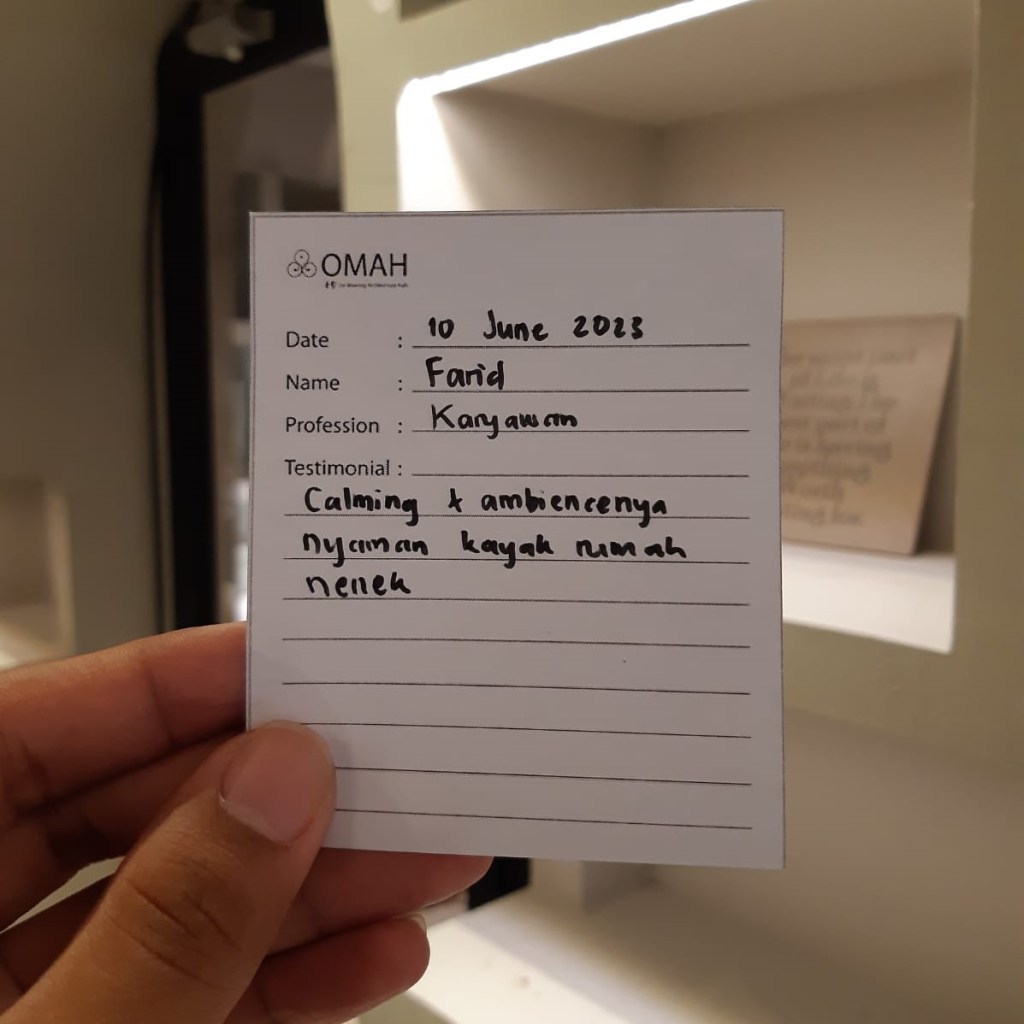 OMAH
Date : 10 June 2023
Name : Farid
Profession : Karyawan
Testimonial :
Calming & ambiencenya
nyaman kayak rumah
nenek